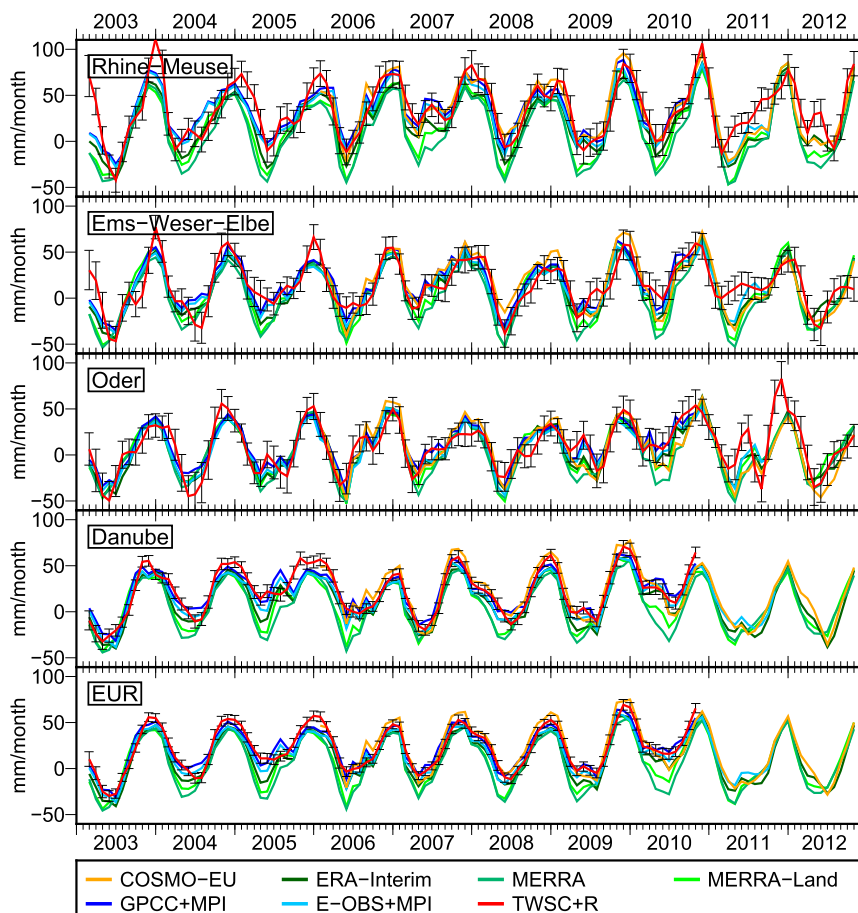 2003 2004 2005 2006 2007 2008 2009 2010 2011 2012
100
50
0
−50
mm/month
Rhine−Meuse
100
50
0
−50
mm/month
Ems−Weser−Elbe
100
50
0
−50
mm/month
Oder
100
50
0
−50
mm/month
Danube
100
50
0
−50
mm/month
EUR
2003 2004 2005 2006 2007 2008 2009 2010 2011 2012
COSMO−EU ERA−Interim MERRA MERRA−Land
GPCC+MPI E−OBS+MPI TWSC+R